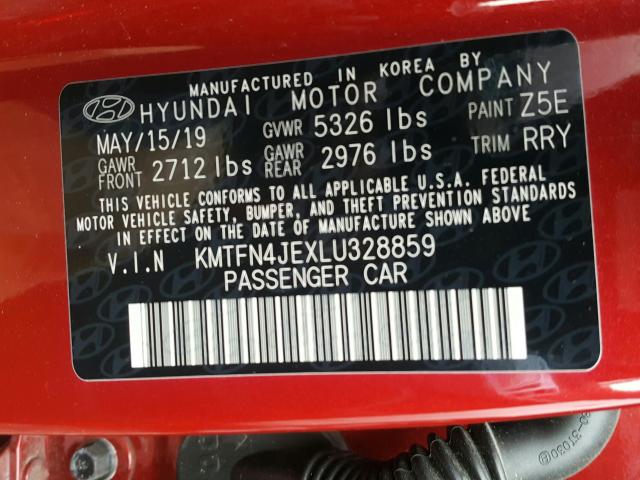 MANUFACTURED IN KOREA BY
HYUNDAI MOTOR COMPANY
MAY/15/19 GVWR 5326 lbs PAINT Z5E
GAWR FRONT 2712 lbs GAWR REAR 2976 lbs TRIM RRY
THIS VEHICLE CONFORMS TO ALL APPLICABLE U.S.A. FEDERAL
MOTOR VEHICLE SAFETY, BUMPER, AND THEFT PREVENTION STANDARDS
IN EFFECT ON THE DATE OF MANUFACTURE SHOWN ABOVE
V.I.N KMTFN4JEXLU328859
PASSENGER CAR